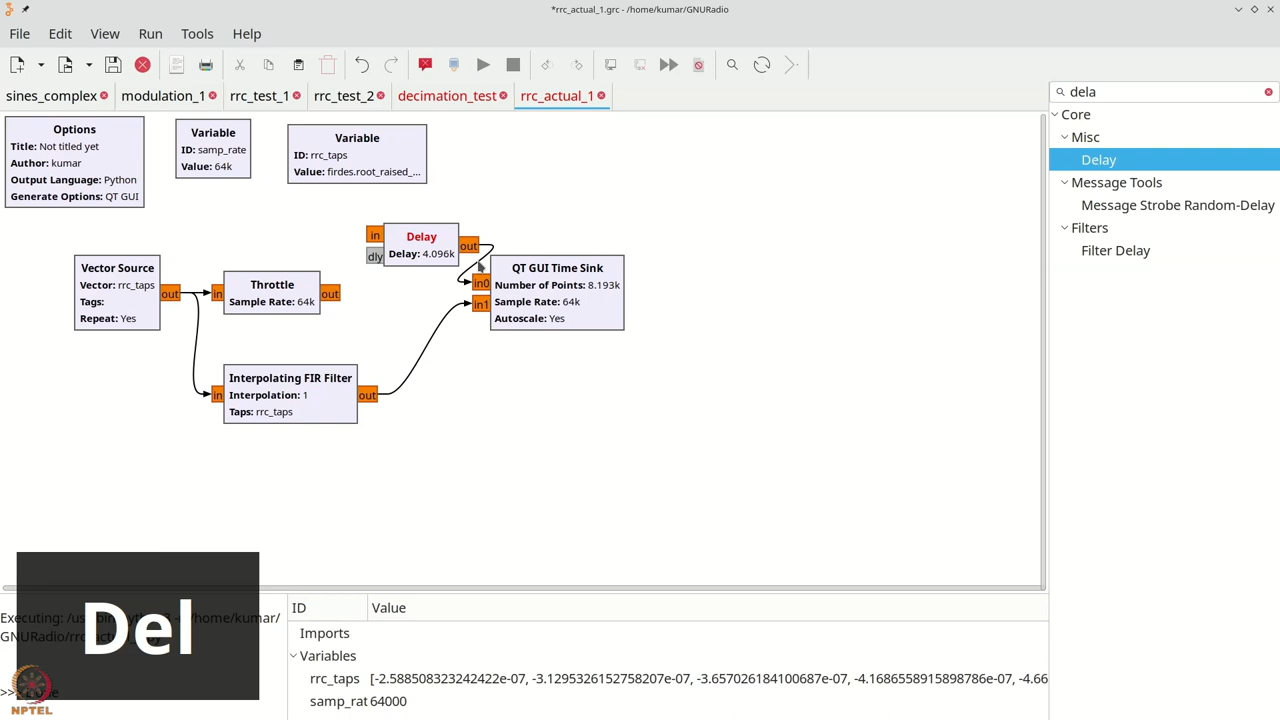 *rrc_actual_1.grc - /home/kumar/GNURadio
File Edit View Run Tools Help
sines_complex modulation_1 rrc_test_1 rrc_test_2 decimation_test rrc_actual_1
dela
Core
Misc
Delay
Message Tools
Message Strobe Random-Delay
Filters
Filter Delay
Options
Title: Not titled yet
Author: kumar
Output Language: Python
Generate Options: QT GUI
Variable
ID: samp_rate
Value: 64k
Variable
ID: rrc_taps
Value: firdes.root_raised_...
in
dly
Delay
Delay: 4.096k
out
Vector Source
Vector: rrc_taps
Tags:
Repeat: Yes
out
in
Throttle
Sample Rate: 64k
out
in0
in1
QT GUI Time Sink
Number of Points: 8.193k
Sample Rate: 64k
Autoscale: Yes
in
Interpolating FIR Filter
Interpolation: 1
Taps: rrc_taps
out
Executing: /us
/home/kumar/
GNURadio/rrc
Del
NPTEL
ID Value
Imports
Variables
rrc_taps [-2.588508323242422e-07, -3.1295326152758207e-07, -3.657026184100687e-07, -4.1686558915898786e-07, -4.66
samp_rat 64000